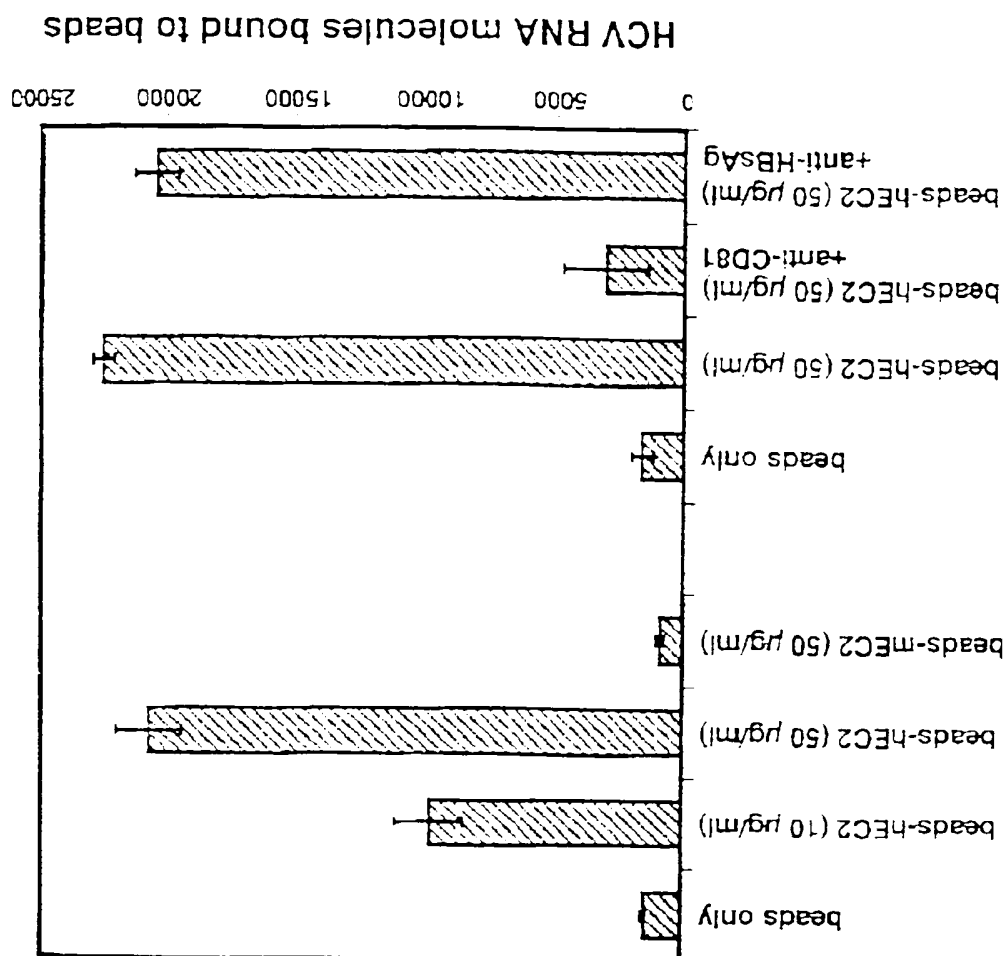 beads only
beads-hEC2 (10 µg/ml)
beads-hEC2 (50 µg/ml)
beads-mEC2 (50 µg/ml)
beads only
beads-hEC2 (50 µg/ml)
beads-hEC2 (50 µg/ml)
+anti-CD81
beads-hEC2 (50 µg/ml)
+anti-HBsAg
0 5000 10000 15000 20000 25000
HCV RNA molecules bound to beads